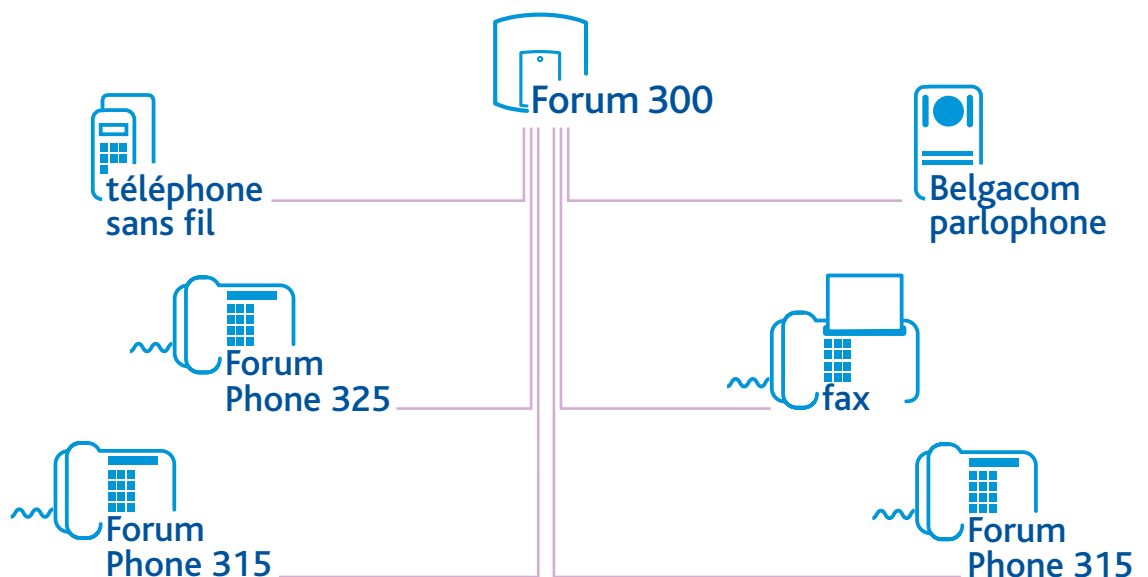 Forum 300
téléphone
sans fil
Belgacom
parlophone
Forum
Phone 325
fax
Forum
Phone 315
Forum
Phone 315